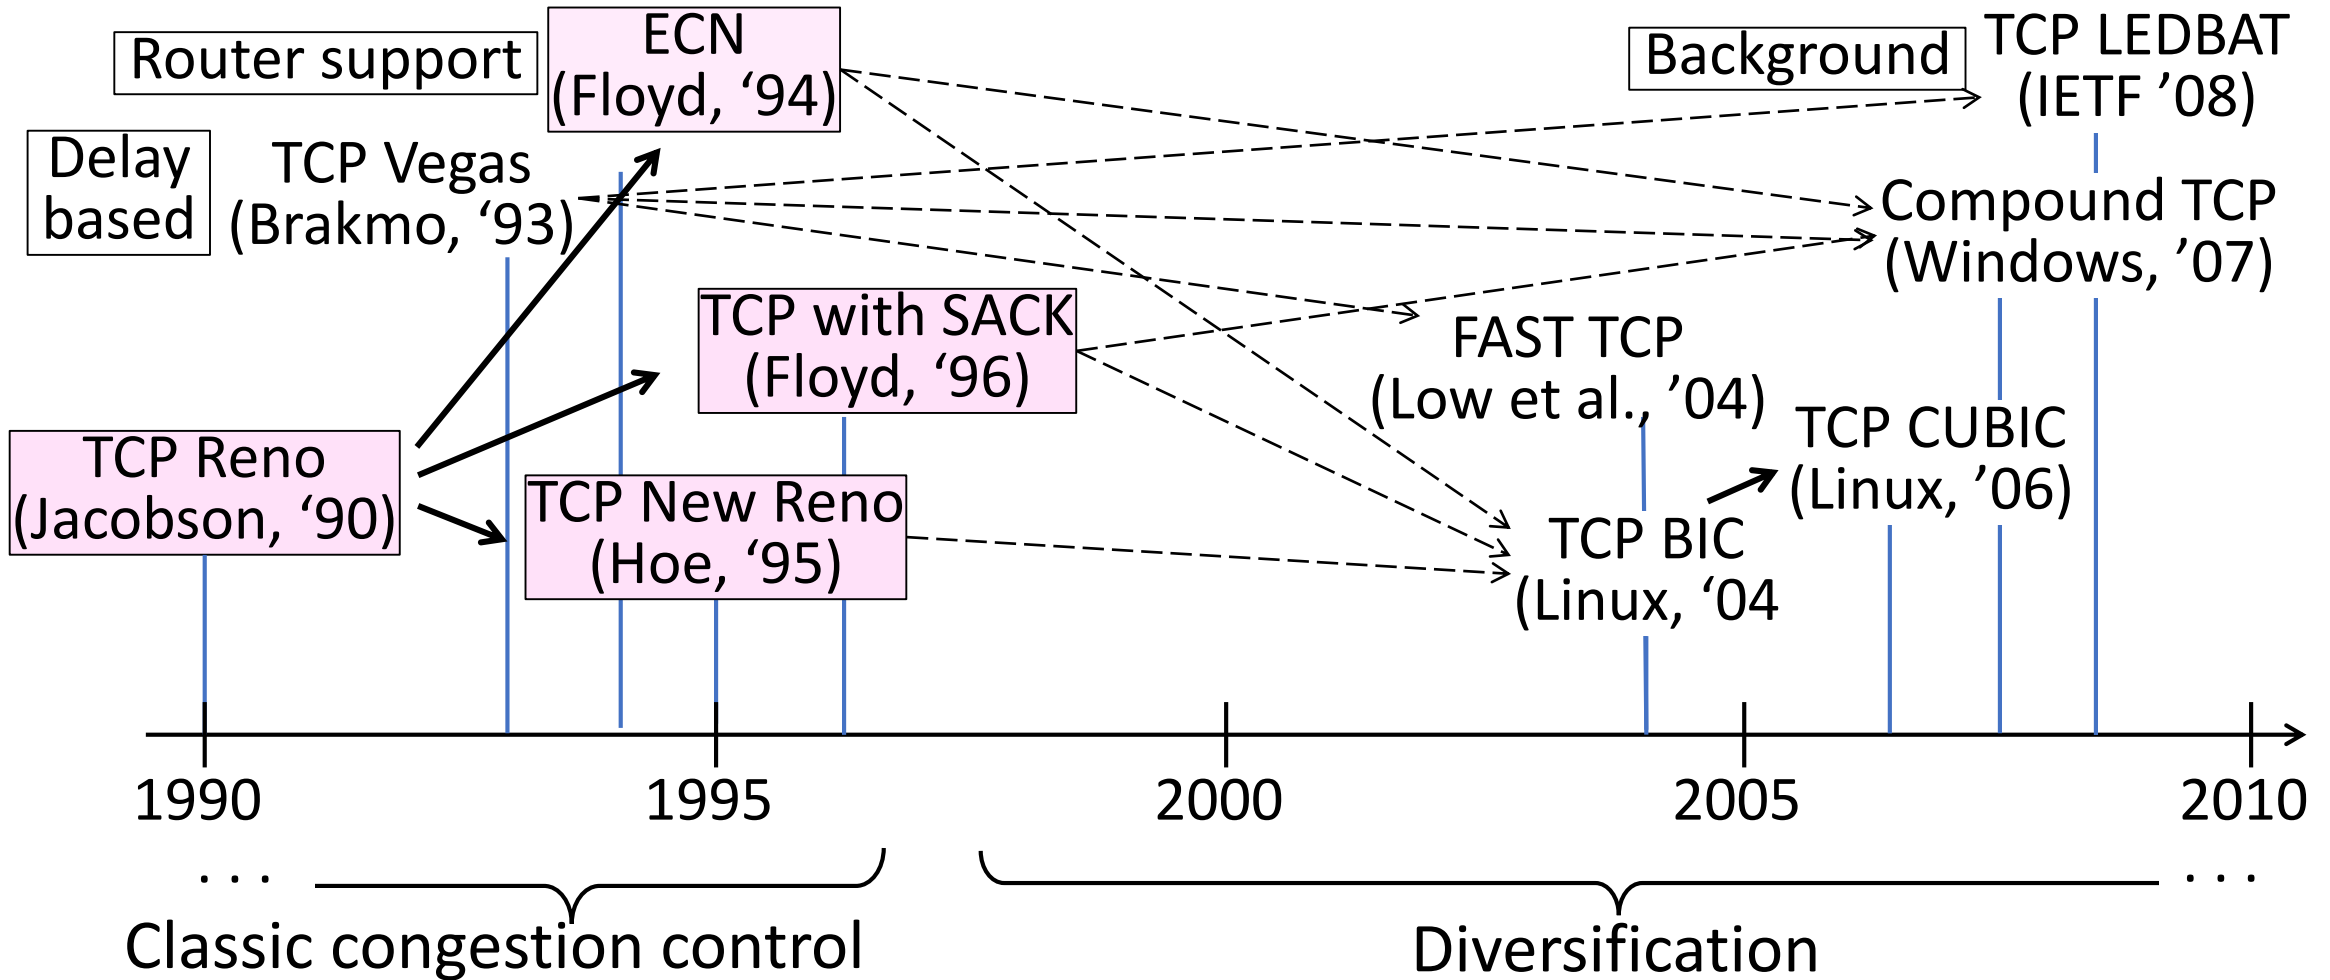 Router support
ECN
(Floyd, ‘94)
Background
TCP LEDBAT
(IETF ’08)
Delay
based
TCP Vegas
(Brakmo, ‘93)
Compound TCP
(Windows, ’07)
TCP with SACK
(Floyd, ‘96)
FAST TCP
(Low et al., ’04)
TCP Reno
(Jacobson, ‘90)
TCP New Reno
(Hoe, ‘95)
TCP CUBIC
(Linux, ’06)
TCP BIC
(Linux, ‘04
1990
1995
2000
2005
2010
. . .
. . .
Classic congestion control
Diversification